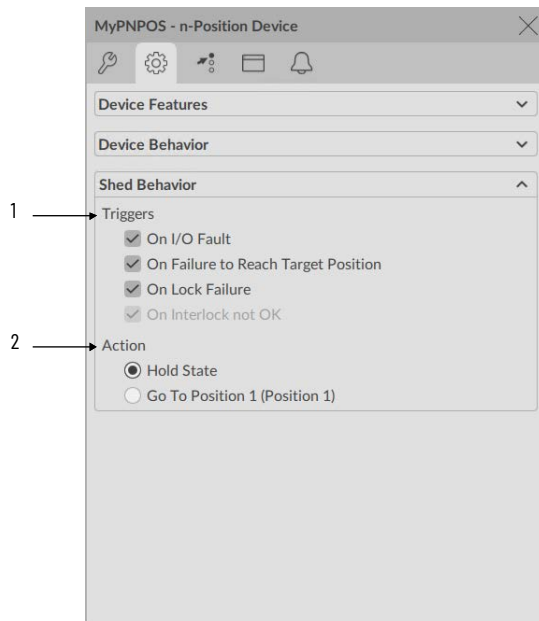 MyPNPOS - n-Position Device
Device Features
Device Behavior
Shed Behavior
1
Triggers
On I/O Fault
On Failure to Reach Target Position
On Lock Failure
On Interlock not OK
2
Action
Hold State
Go To Position 1 (Position 1)